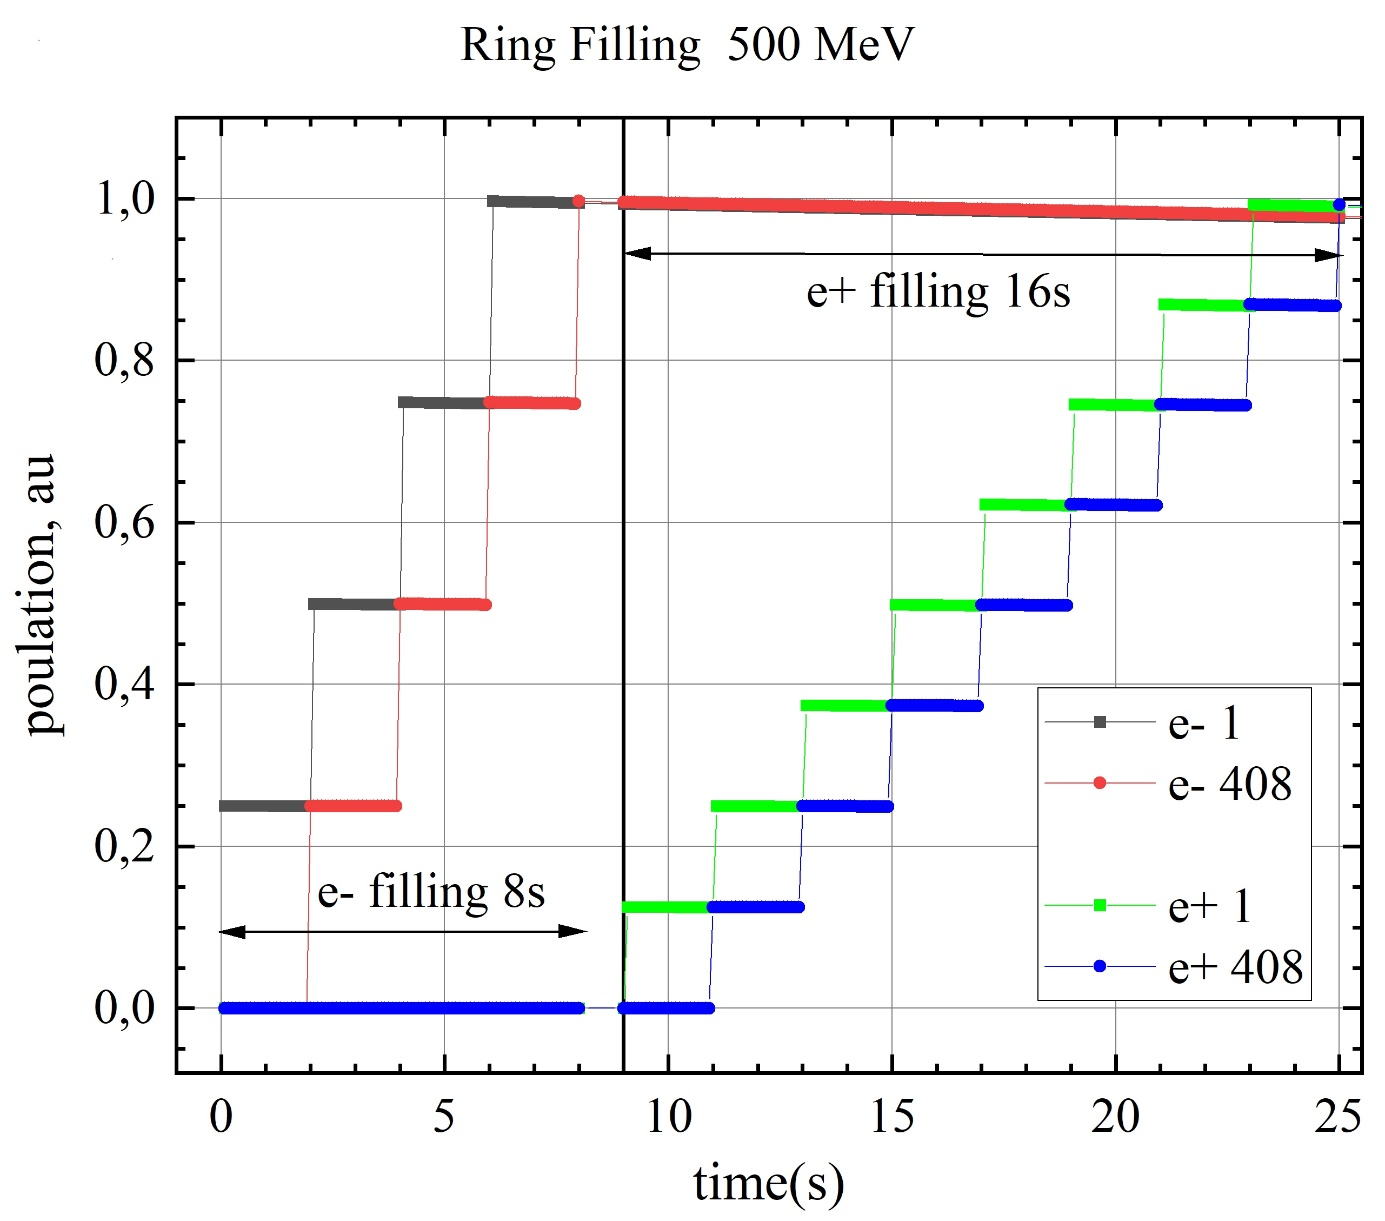 Ring Filling 500 MeV
1,0
0,8
0,6
0,4
0,2
0,0
poulation, au
e+ filling 16s
e- filling 8s
e- 1
e- 408
e+ 1
e+ 408
0 5 10 15 20 25
time(s)